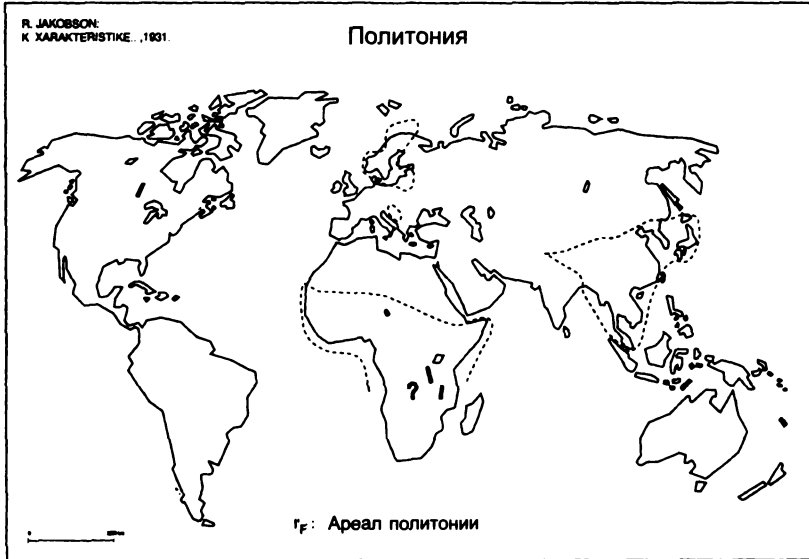 R. JAKOBSON:
K XARAKTERISTIKE.. ,1931.
Политония
?
r_F: Ареал политонии